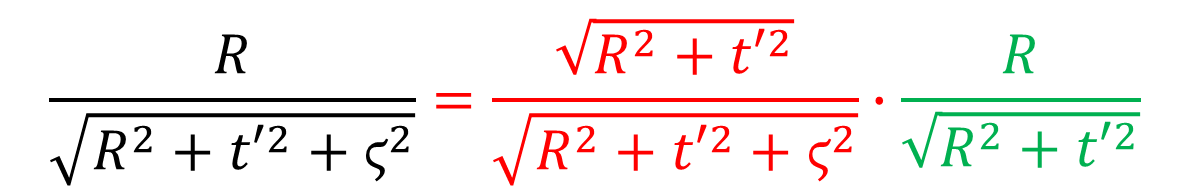 R / √(R² + t′² + ς²) = √(R² + t′²) / √(R² + t′² + ς²) · R / √(R² + t′²)